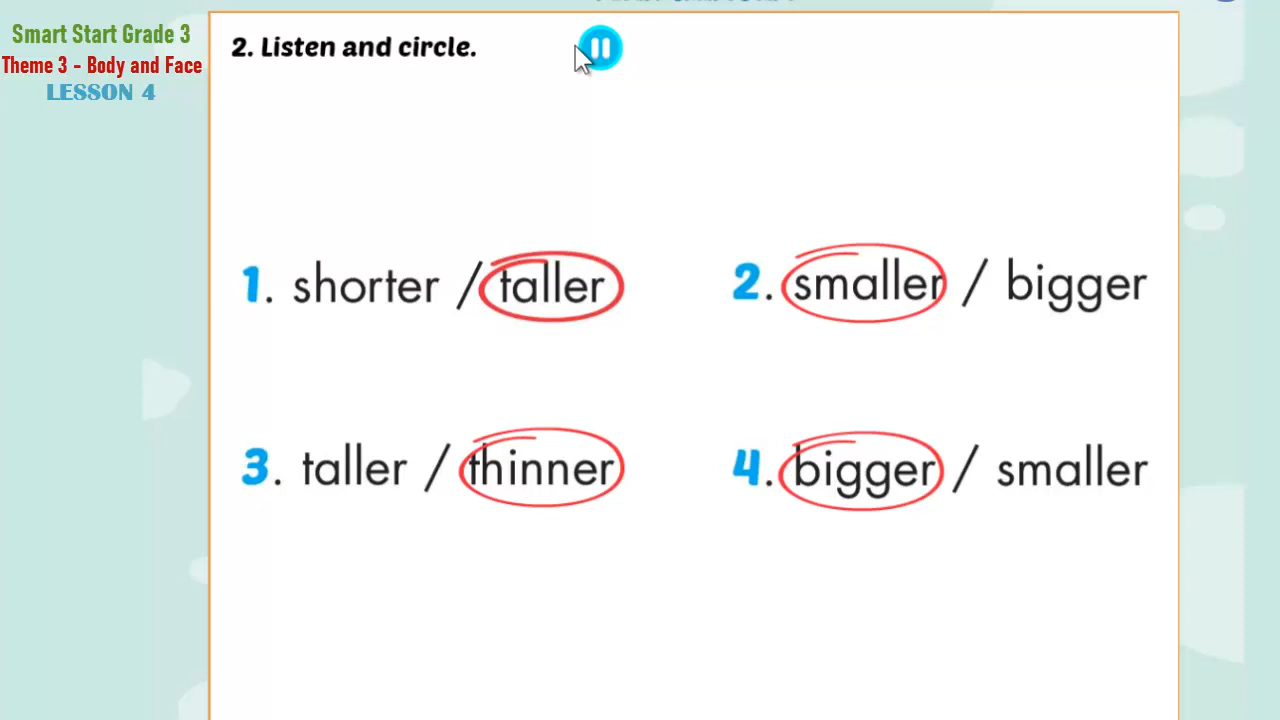 Smart Start Grade 3
Theme 3 - Body and Face
LESSON 4
2. Listen and circle.
1. shorter / taller
2. smaller / bigger
3. taller / thinner
4. bigger / smaller